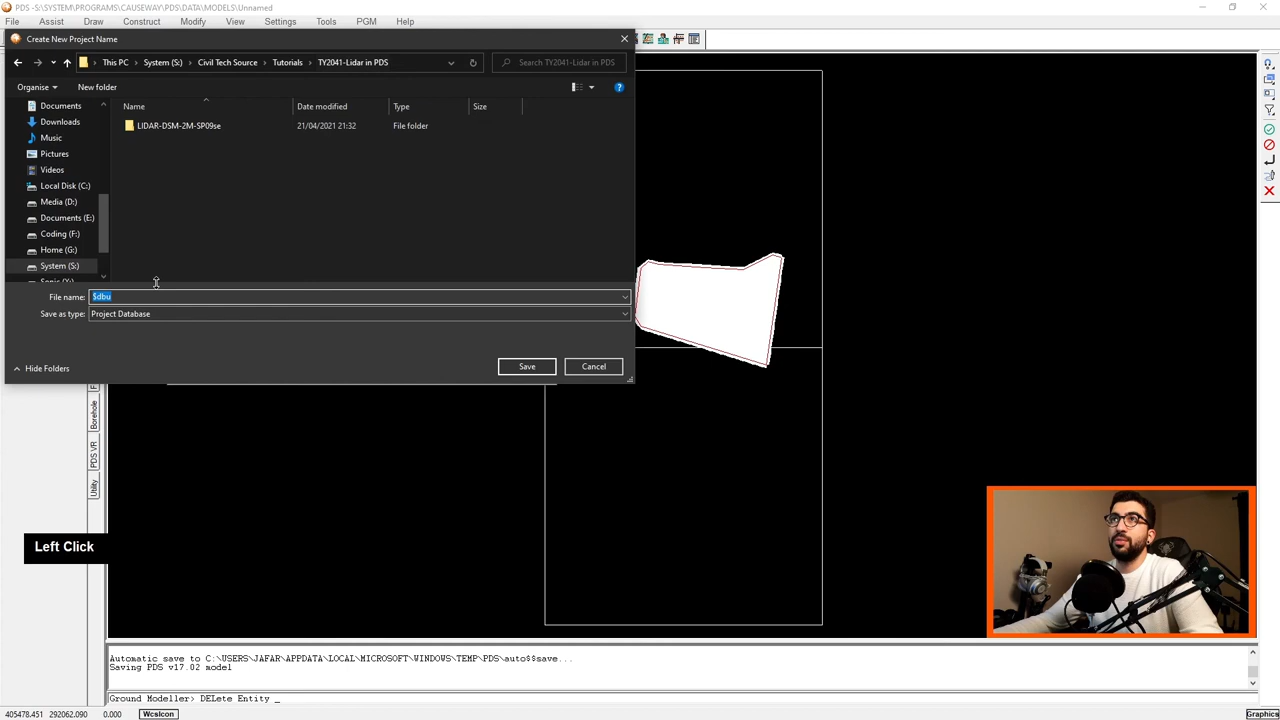 PDS -S:\SYSTEM\PROGRAMS\CAUSEWAY\PDS\DATA\MODELS\Unnamed
File Assist Draw Construct Modify View Settings Tools PGM Help
Create New Project Name
This PC > System (S:) > Civil Tech Source > Tutorials > TY2041-Lidar in PDS
Search TY2041-Lidar in PDS
Organise New folder
Name Date modified Type Size
LIDAR-DSM-2M-SP09se 21/04/2021 21:32 File folder
Documents
Downloads
Music
Pictures
Videos
Local Disk (C:)
Media (D:)
Documents (E:)
Coding (F:)
Home (G:)
System (S:)
File name: $dbu
Save as type: Project Database
Hide Folders
Save Cancel
Borehole
PDS VR
Utility
Left Click
Automatic save to C:\USERS\JAFAR\APPDATA\LOCAL\MICROSOFT\WINDOWS\TEMP\PDS\auto$$save...
Saving PDS v17.02 model
Ground Modeller> DELete Entity _
405478.451 292062.090 0.000 WcsIcon Graphics